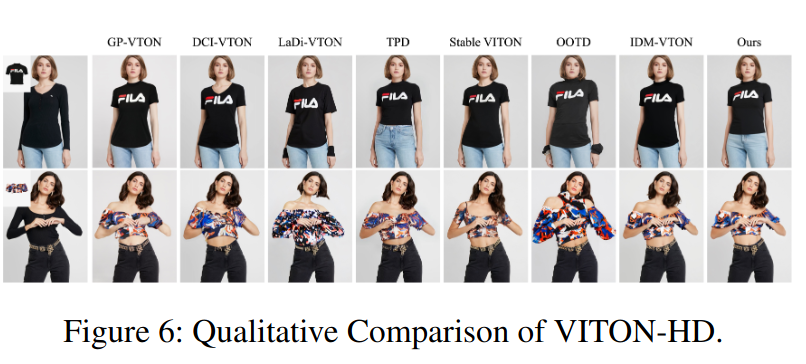 GP-VTON DCI-VTON LaDi-VTON TPD Stable VITON OOTD IDM-VTON Ours
FILA FILA FILA FILA FILA FILA FILA FILA FILA
Figure 6: Qualitative Comparison of VITON-HD.